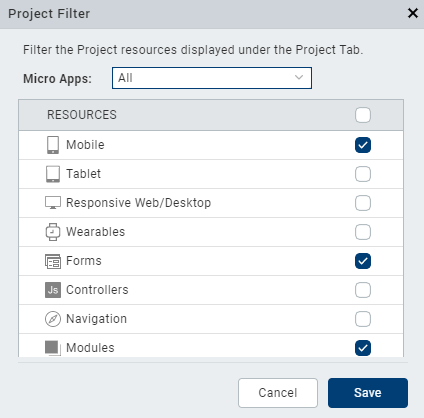 Project Filter
Filter the Project resources displayed under the Project Tab.
Micro Apps: All
RESOURCES
Mobile
Tablet
Responsive Web/Desktop
Wearables
Forms
Js Controllers
Navigation
Modules
Cancel Save